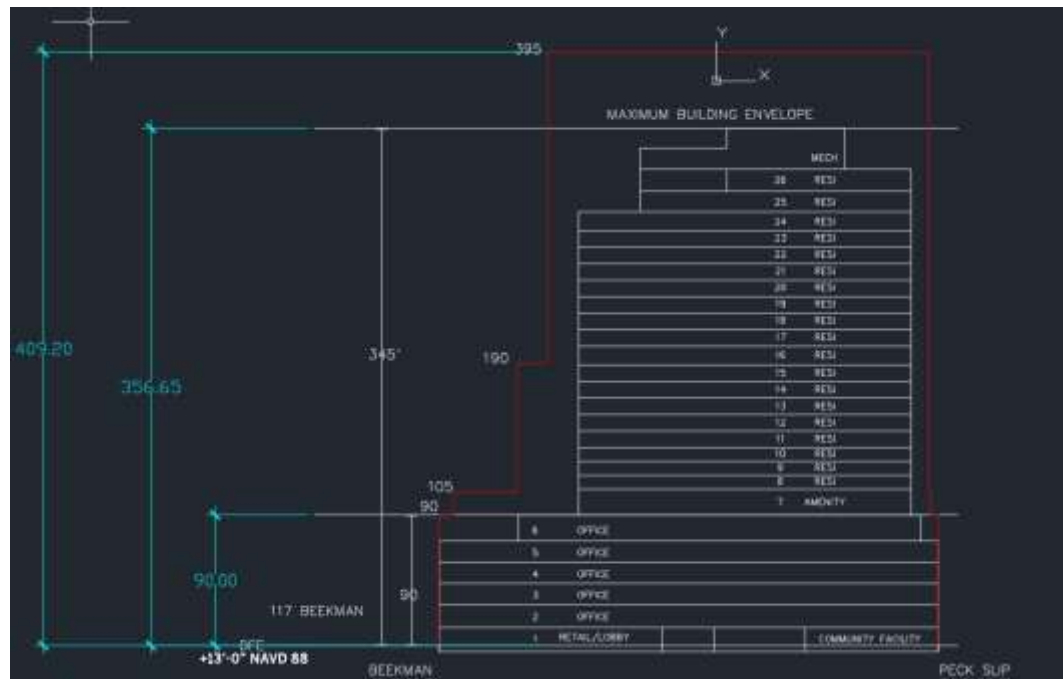 395
Y
X
MAXIMUM BUILDING ENVELOPE
MECH
26 RESI
25 RESI
24 RESI
23 RESI
22 RESI
21 RESI
20 RESI
19 RESI
18 RESI
17 RESI
16 RESI
15 RESI
14 RESI
13 RESI
12 RESI
11 RESI
10 RESI
9 RESI
8 RESI
7 AMENITY
409.20
345'
190
356.65
105
90
6 OFFICE
5 OFFICE
4 OFFICE
3 OFFICE
2 OFFICE
1 RETAIL/LOBBY COMMUNITY FACILITY
90.00
90
117 BEEKMAN
DFE
+13'-0" NAVD 88
BEEKMAN
PECK SLIP